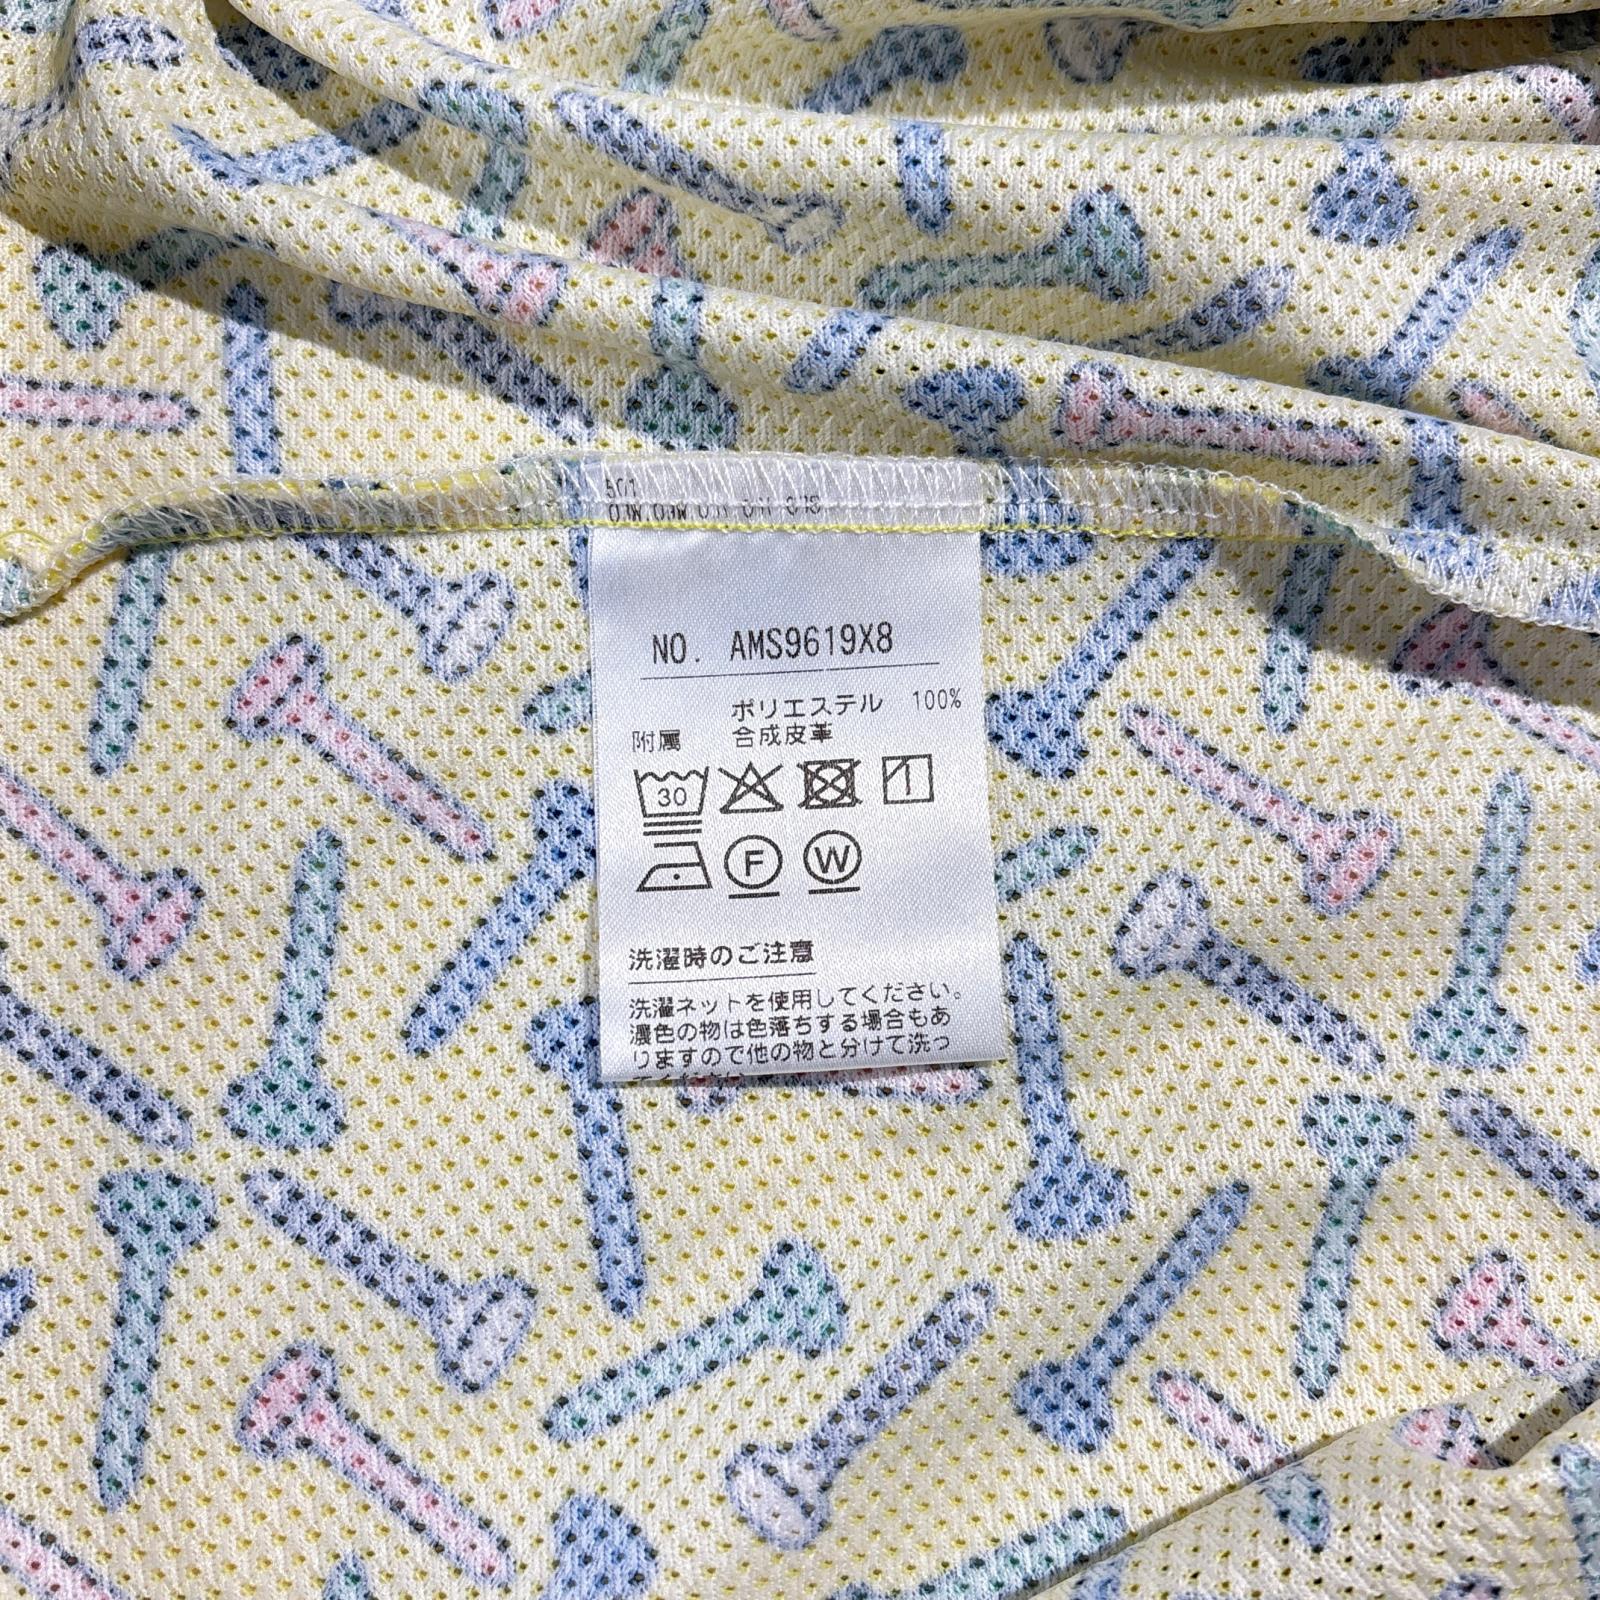 NO. AMS9619X8
ポリエステル 100%
附属 合成皮革
30
F W
洗濯時のご注意
洗濯ネットを使用してください。
濃色の物は色落ちする場合もあ
りますので他の物と分けて洗っ